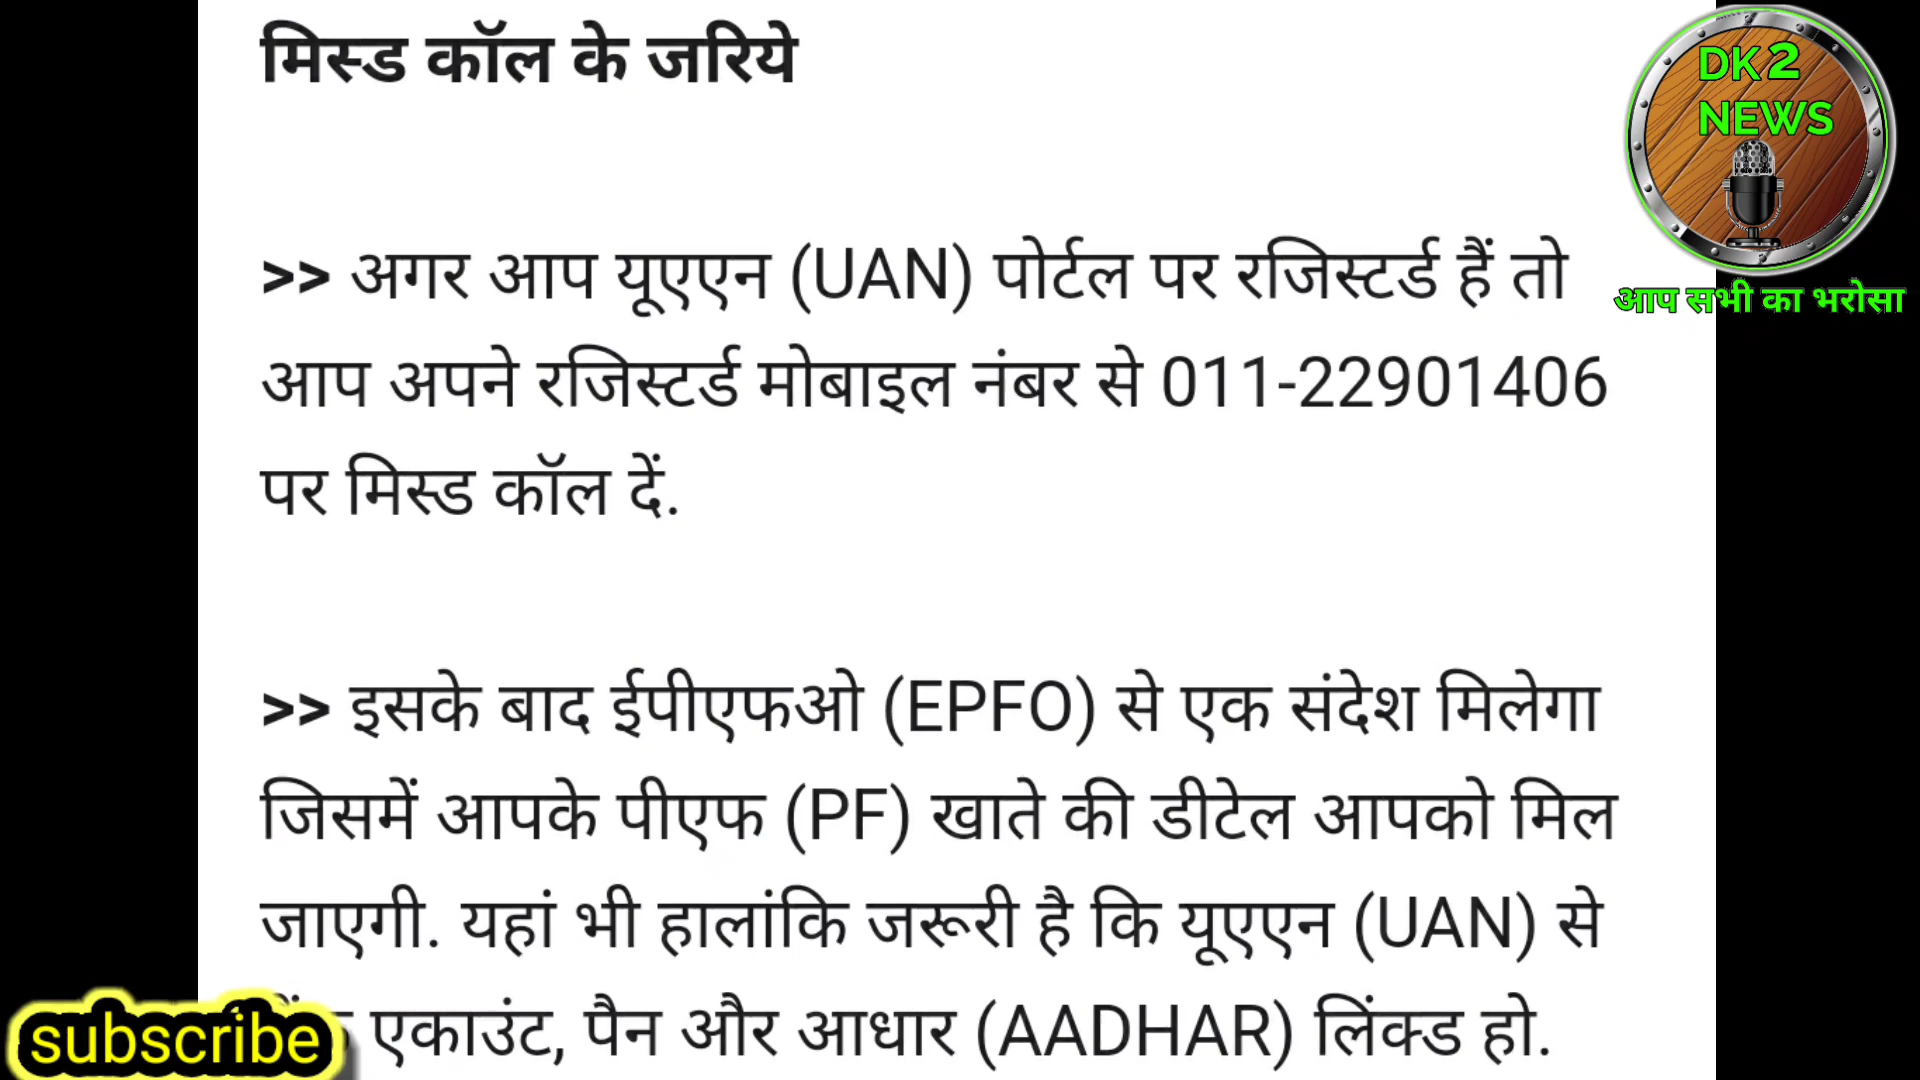 मिस्ड कॉल के जरिये
DK2
NEWS
आप सभी का भरोसा
>> अगर आप यूएएन (UAN) पोर्टल पर रजिस्टर्ड हैं तो
आप अपने रजिस्टर्ड मोबाइल नंबर से 011-22901406
पर मिस्ड कॉल दें.
>> इसके बाद ईपीएफओ (EPFO) से एक संदेश मिलेगा
जिसमें आपके पीएफ (PF) खाते की डीटेल आपको मिल
जाएगी. यहां भी हालांकि जरूरी है कि यूएएन (UAN) से
एकाउंट, पैन और आधार (AADHAR) लिंक्ड हो.
subscribe